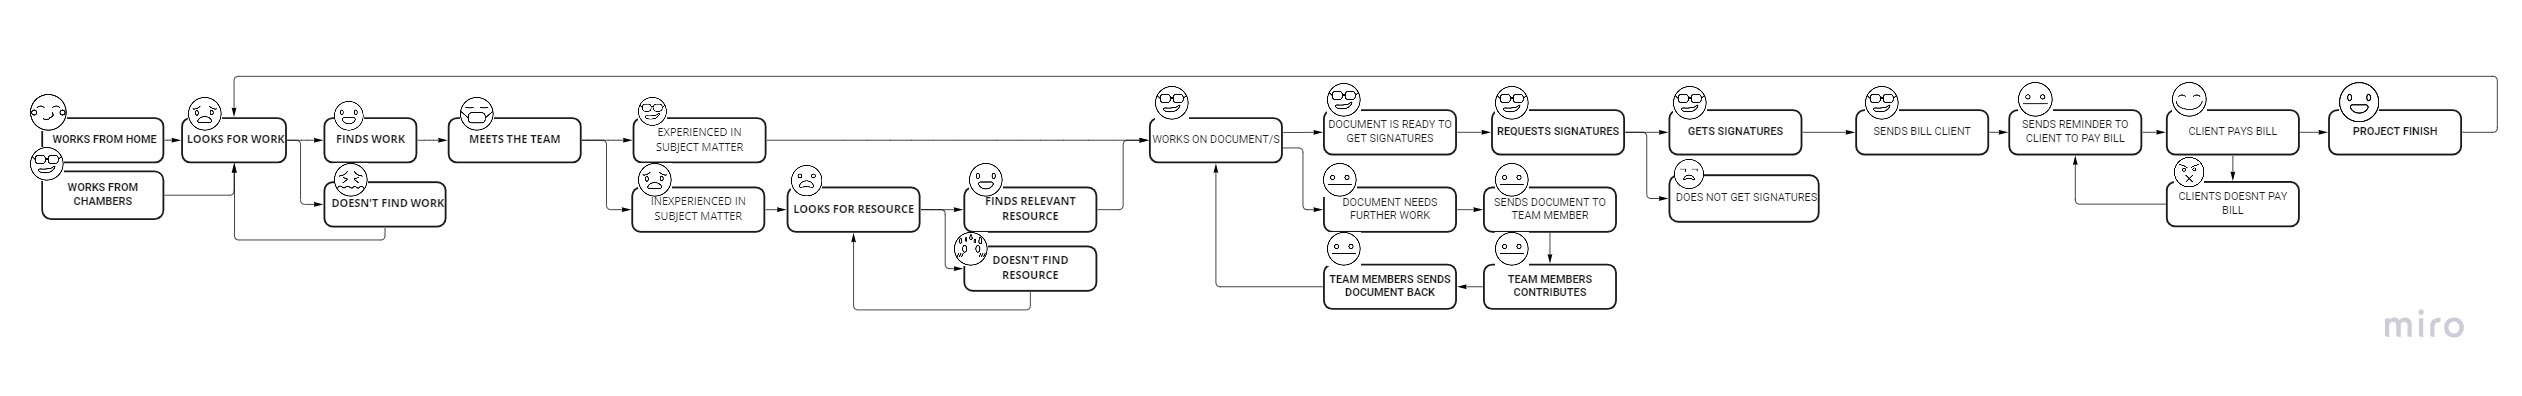 WORKS FROM HOME
WORKS FROM
CHAMBERS
LOOKS FOR WORK
FINDS WORK
DOESN'T FIND WORK
MEETS THE TEAM
EXPERIENCED IN
SUBJECT MATTER
INEXPERIENCED IN
SUBJECT MATTER
LOOKS FOR RESOURCE
FINDS RELEVANT
RESOURCE
DOESN'T FIND
RESOURCE
WORKS ON DOCUMENT/S
DOCUMENT IS READY TO
GET SIGNATURES
DOCUMENT NEEDS
FURTHER WORK
TEAM MEMBERS SENDS
DOCUMENT BACK
REQUESTS SIGNATURES
SENDS DOCUMENT TO
TEAM MEMBER
TEAM MEMBERS
CONTRIBUTES
GETS SIGNATURES
DOES NOT GET SIGNATURES
SENDS BILL CLIENT
SENDS REMINDER TO
CLIENT TO PAY BILL
CLIENT PAYS BILL
CLIENTS DOESNT PAY
BILL
PROJECT FINISH
miro